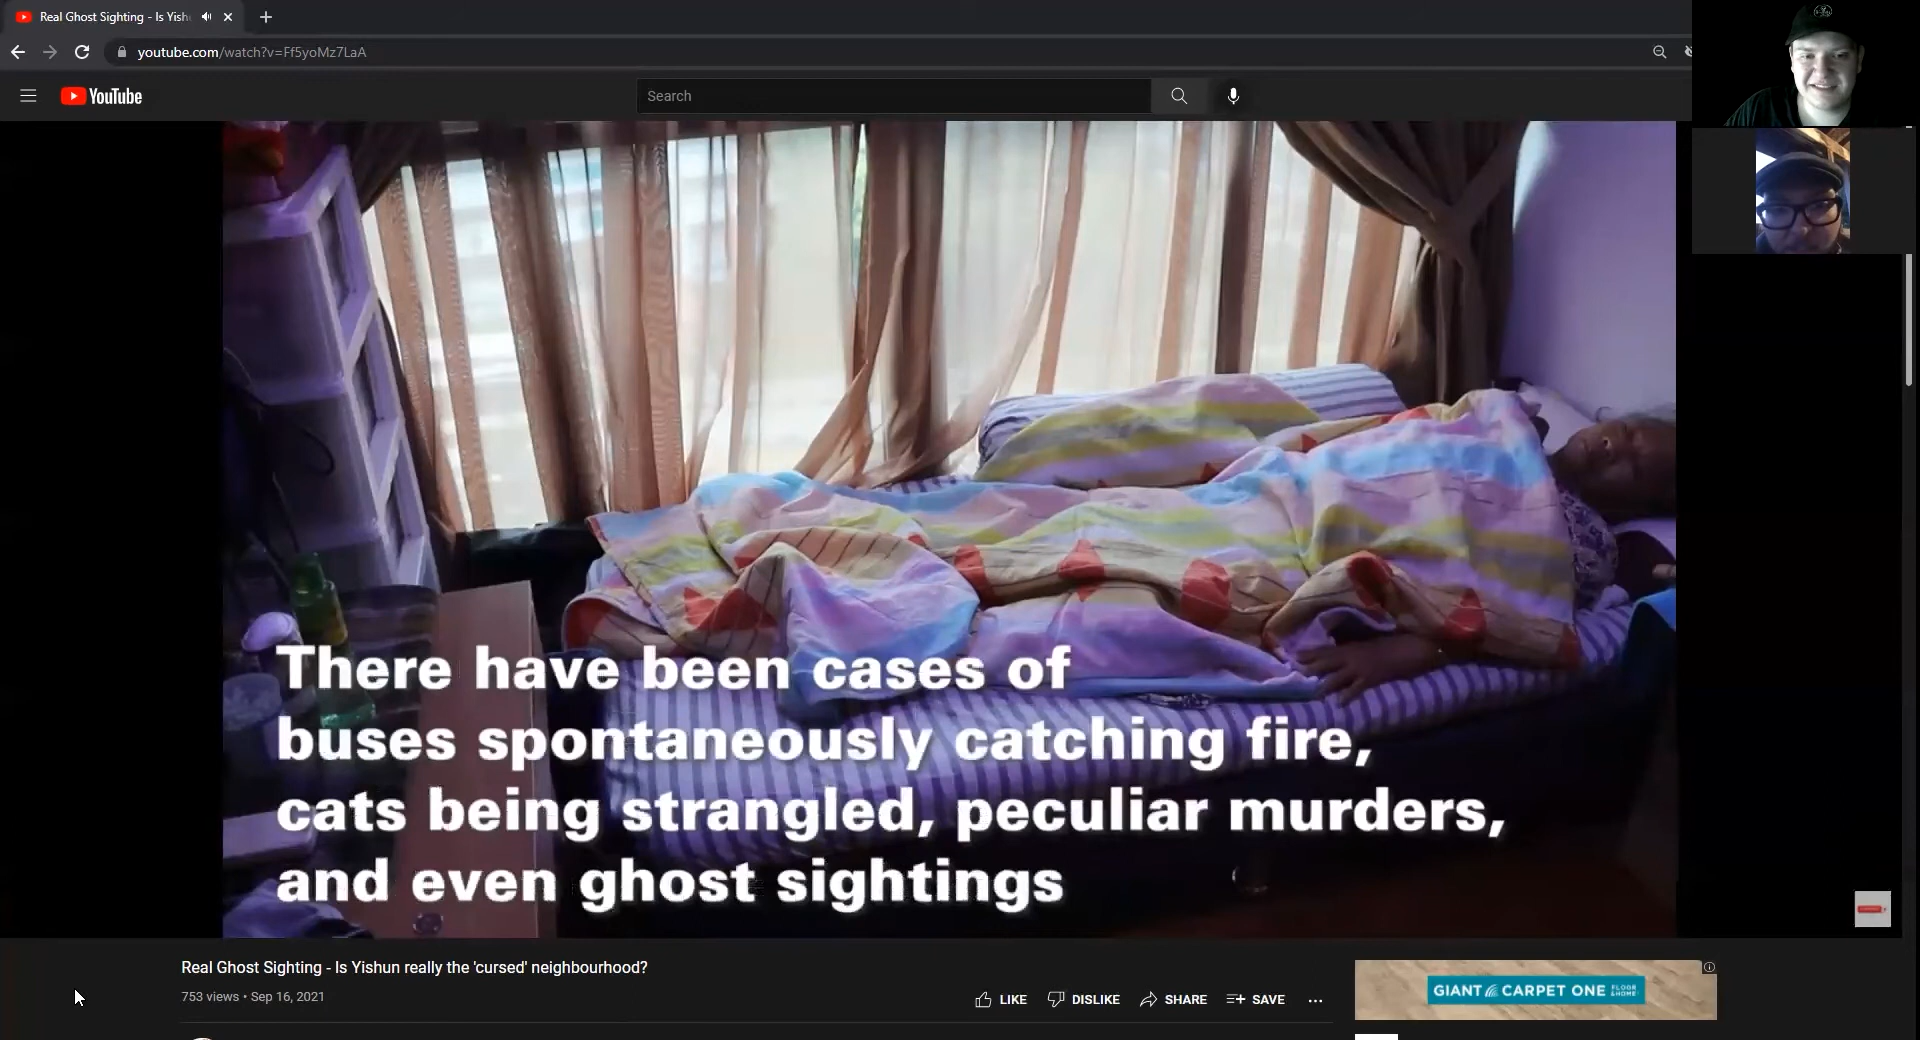 Real Ghost Sighting - Is Yish
youtube.com/watch?v=Ff5yoMz7LaA
YouTube
Search
There have been cases of
buses spontaneously catching fire,
cats being strangled, peculiar murders,
and even ghost sightings
Real Ghost Sighting - Is Yishun really the 'cursed' neighbourhood?
753 views • Sep 16, 2021
LIKE DISLIKE SHARE SAVE
GIANT CARPET ONE FLOOR & HOME